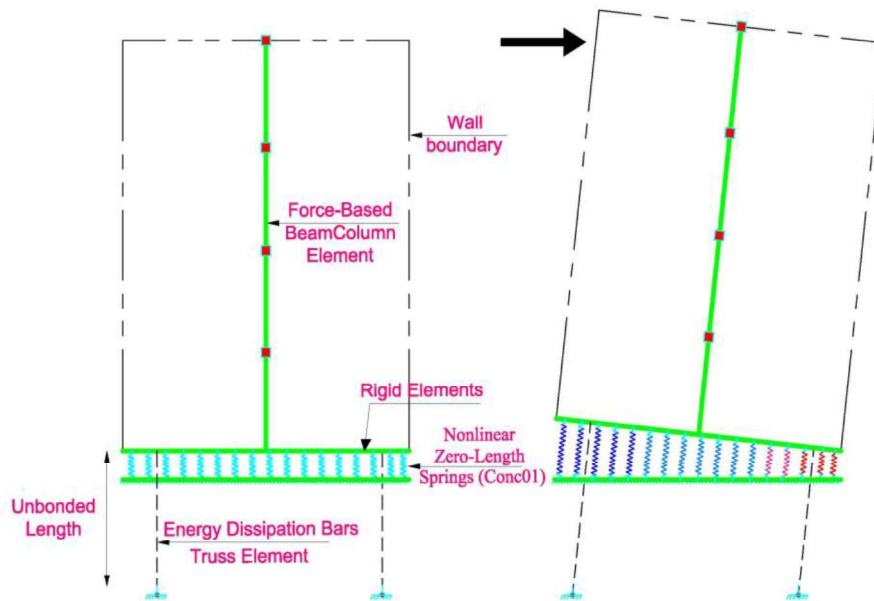 Wall
boundary
Force-Based
BeamColumn
Element
Rigid Elements
Nonlinear
Zero-Length
Springs (Conc01)
Unbonded
Length
Energy Dissipation Bars
Truss Element